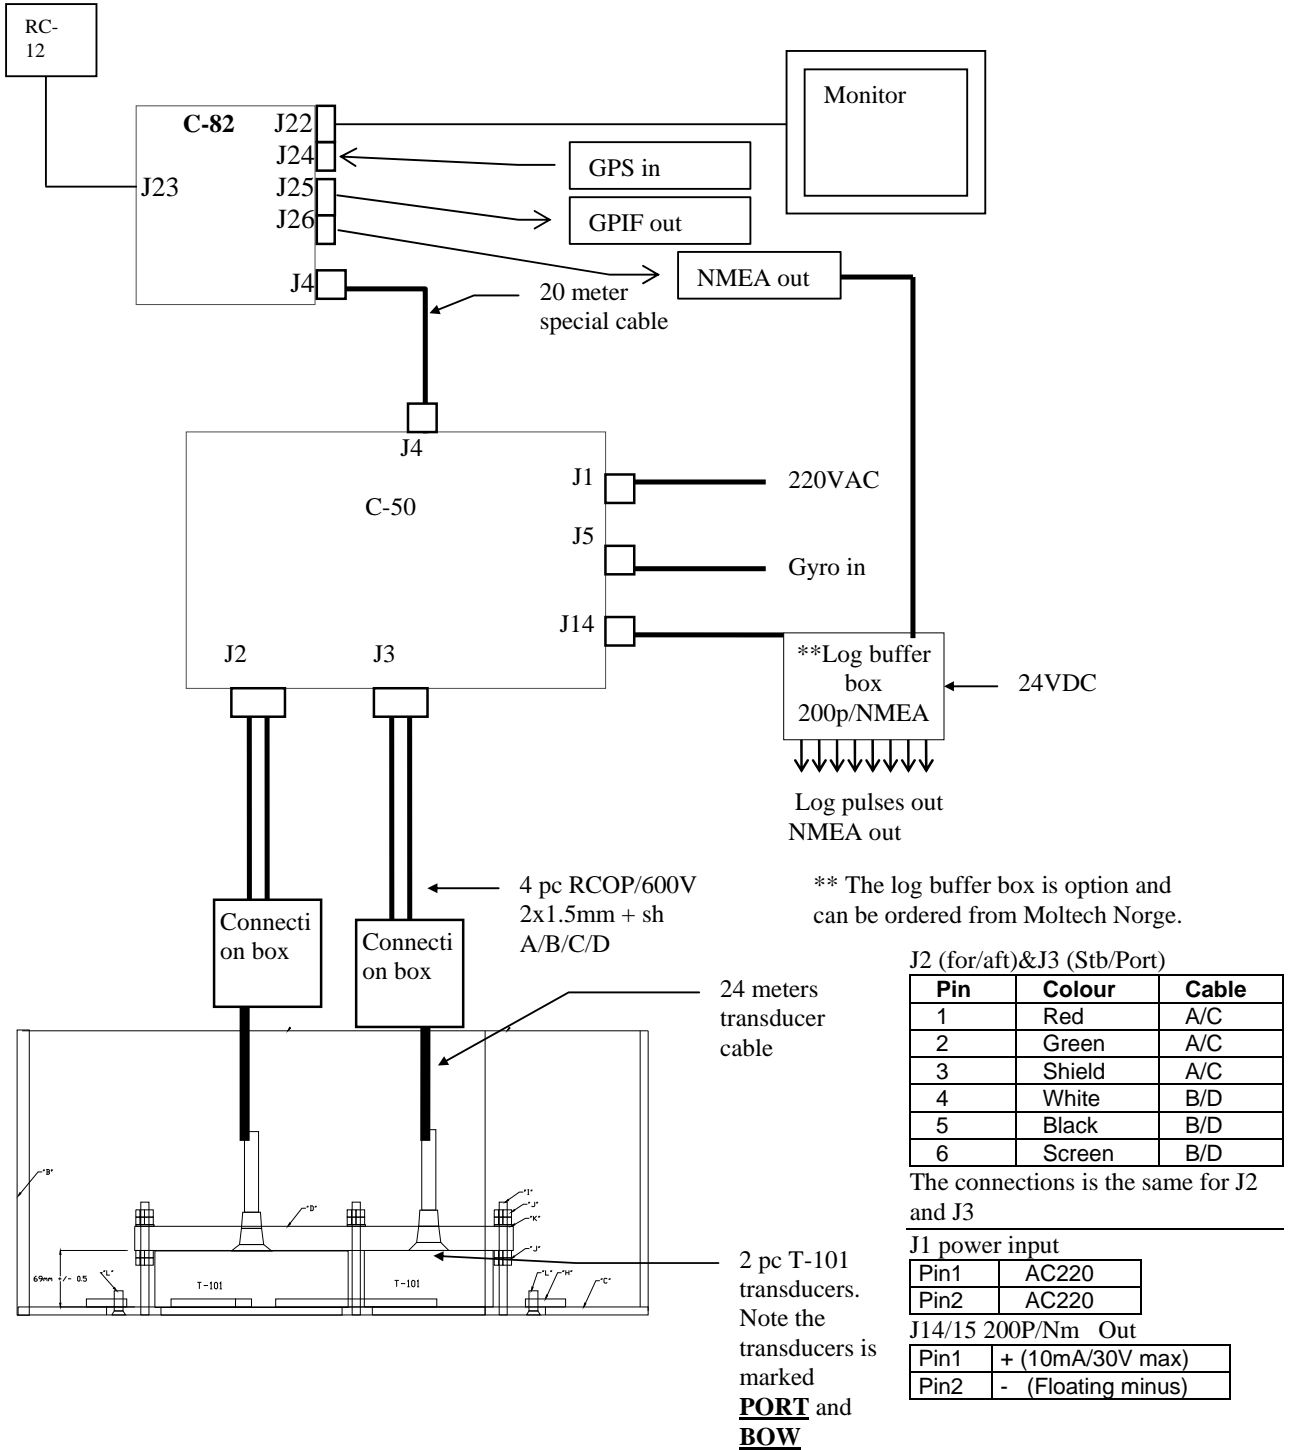 RC-
12
C-82
J22
J24
J23
J25
J26
J4
Monitor
GPS in
GPIF out
NMEA out
20 meter
special cable
J4
C-50
J1
220VAC
J5
Gyro in
J14
J2
J3
**Log buffer
box
200p/NMEA
24VDC
Log pulses out
NMEA out
4 pc RCOP/600V
2x1.5mm + sh
A/B/C/D
** The log buffer box is option and
can be ordered from Moltech Norge.
Connecti
on box
Connecti
on box
24 meters
transducer
cable
J2 (for/aft)&J3 (Stb/Port)
Pin Colour Cable
1 Red A/C
2 Green A/C
3 Shield A/C
4 White B/D
5 Black B/D
6 Screen B/D
The connections is the same for J2
and J3
J1 power input
Pin1 AC220
Pin2 AC220
J14/15 200P/Nm Out
Pin1 + (10mA/30V max)
Pin2 - (Floating minus)
"B"
"I"
"J"
"D"
"K"
"J"
69mm +/- 0.5
"L"
T-101
T-101
"L"
"H"
"C"
2 pc T-101
transducers.
Note the
transducers is
marked
PORT and
BOW